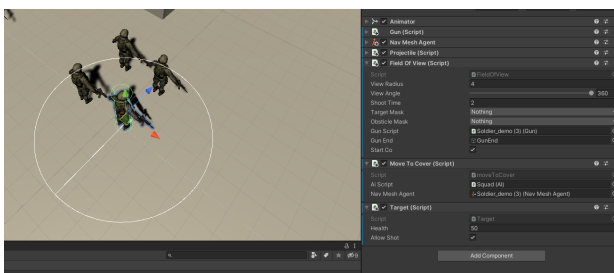 Animator
Gun (Script)
Nav Mesh Agent
Projectile (Script)
Field Of View (Script)
Script FieldOfView
View Radius 4
View Angle 360
Shoot Time 2
Target Mask Nothing
Obstacle Mask Nothing
Gun Script Soldier_demo (3) (Gun)
Gun End GunEnd
Start Co
Move To Cover (Script)
Script moveToCover
Ai Script Squad (AI)
Nav Mesh Agent Soldier_demo (3) (Nav Mesh Agent)
Target (Script)
Script Target
Health 50
Allow Shot
Add Component